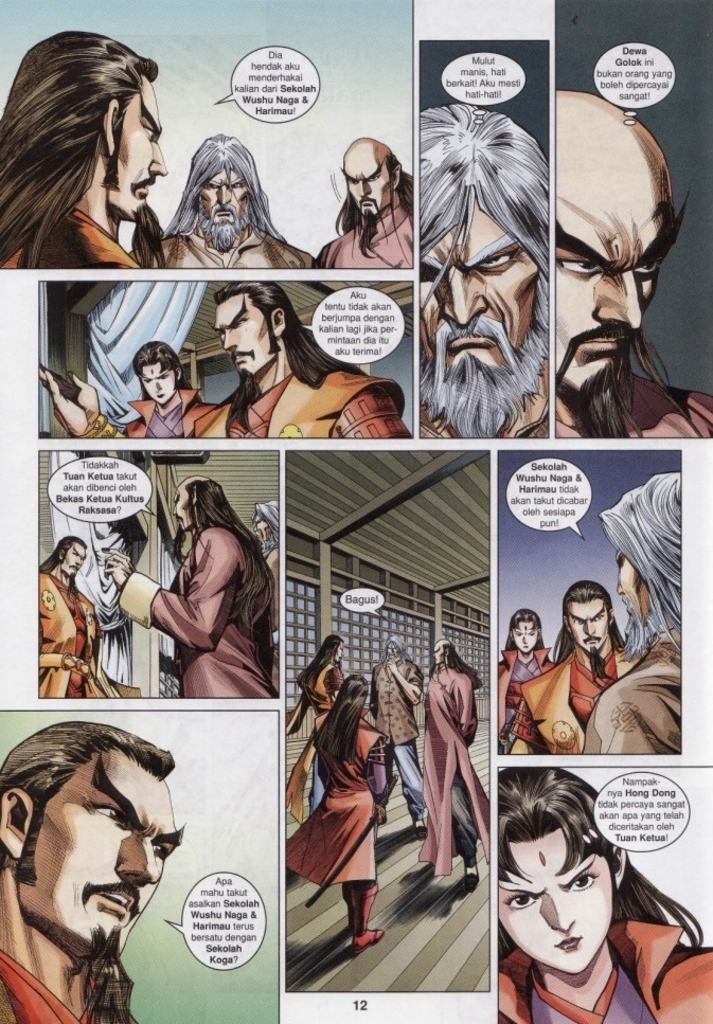 Dia
hendak aku
menderhakai
kalian dari Sekolah
Wushu Naga &
Harimau!
Mulut
manis, hati
berkait! Aku mesti
hati-hati!
Dewa
Golok ini
bukan orang yang
boleh dipercayai
sangat!
Aku
tentu tidak akan
berjumpa dengan
kalian lagi jika per-
mintaan dia itu
aku terima!
Tidakkah
Tuan Ketua takut
akan dibenci oleh
Bekas Ketua Kultus
Raksasa?
Bagus!
Sekolah
Wushu Naga &
Harimau tidak
akan takut dicabar
oleh sesiapa
pun!
Apa
mahu takut
asalkan Sekolah
Wushu Naga &
Harimau terus
bersatu dengan
Sekolah
Koga?
Nampak-
nya Hong Dong
tidak percaya sangat
akan apa yang telah
diceritakan oleh
Tuan Ketua!
12